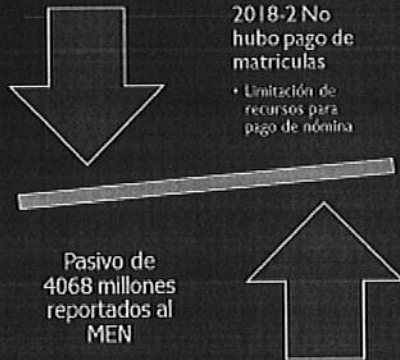 2018-2 No
hubo pago de
matriculas
• Limitación de
recursos para
pago de nómina
Pasivo de
4068 millones
reportados al
MEN